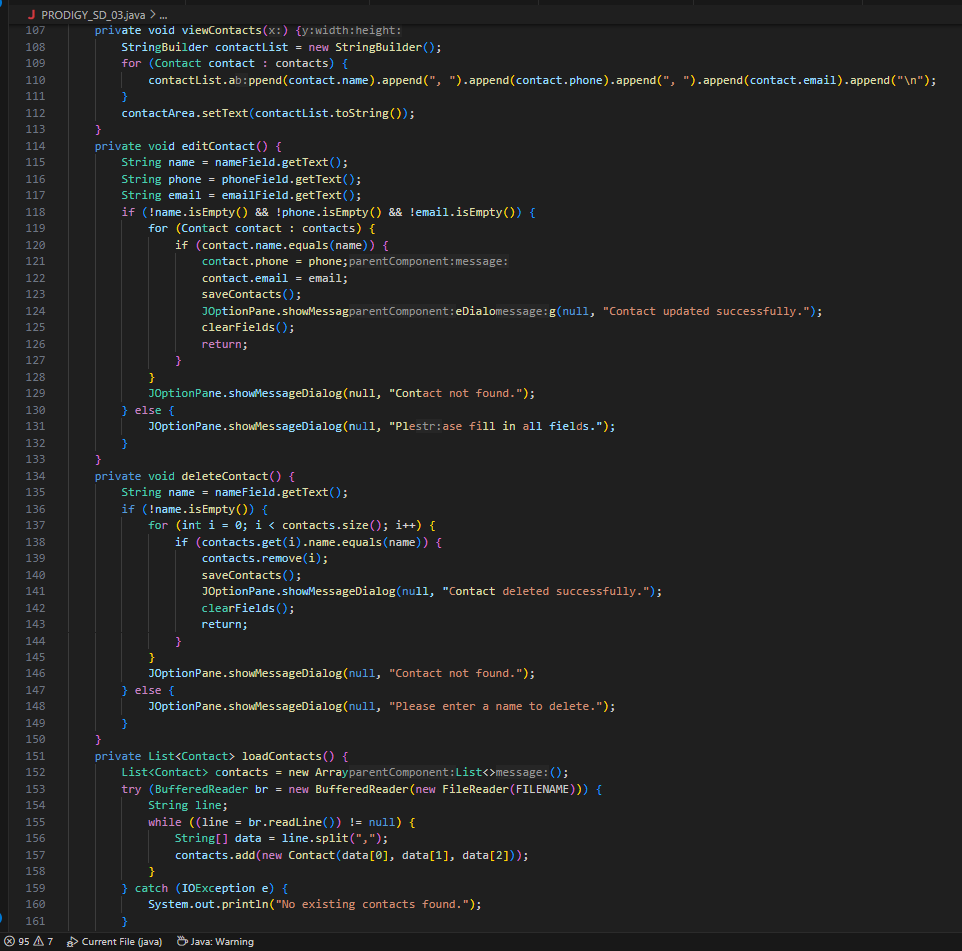 PRODIGY_SD_03.java > ...
107 private void viewContacts(x:) {y:width:height:
108 StringBuilder contactList = new StringBuilder();
109 for (Contact contact : contacts) {
110 contactList.ab:ppend(contact.name).append(", ").append(contact.phone).append(", ").append(contact.email).append("\n");
111 }
112 contactArea.setText(contactList.toString());
113 }
114 private void editContact() {
115 String name = nameField.getText();
116 String phone = phoneField.getText();
117 String email = emailField.getText();
118 if (!name.isEmpty() && !phone.isEmpty() && !email.isEmpty()) {
119 for (Contact contact : contacts) {
120 if (contact.name.equals(name)) {
121 contact.phone = phone;parentComponent:message:
122 contact.email = email;
123 saveContacts();
124 JOptionPane.showMessagparentComponent:eDialomessage:g(null, "Contact updated successfully.");
125 clearFields();
126 return;
127 }
128 }
129 JOptionPane.showMessageDialog(null, "Contact not found.");
130 } else {
131 JOptionPane.showMessageDialog(null, "Plestr:ase fill in all fields.");
132 }
133 }
134 private void deleteContact() {
135 String name = nameField.getText();
136 if (!name.isEmpty()) {
137 for (int i = 0; i < contacts.size(); i++) {
138 if (contacts.get(i).name.equals(name)) {
139 contacts.remove(i);
140 saveContacts();
141 JOptionPane.showMessageDialog(null, "Contact deleted successfully.");
142 clearFields();
143 return;
144 }
145 }
146 JOptionPane.showMessageDialog(null, "Contact not found.");
147 } else {
148 JOptionPane.showMessageDialog(null, "Please enter a name to delete.");
149 }
150 }
151 private List<Contact> loadContacts() {
152 List<Contact> contacts = new ArrayparentComponent:List<>message:();
153 try (BufferedReader br = new BufferedReader(new FileReader(FILENAME))) {
154 String line;
155 while ((line = br.readLine()) != null) {
156 String[] data = line.split(",");
157 contacts.add(new Contact(data[0], data[1], data[2]));
158 }
159 } catch (IOException e) {
160 System.out.println("No existing contacts found.");
161 }
95 7 Current File (java) Java: Warning